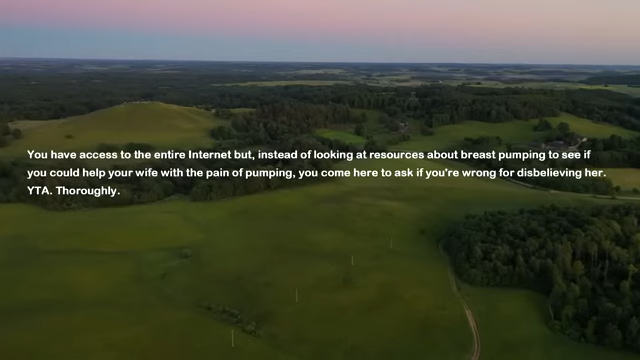 You have access to the entire Internet but, instead of looking at resources about breast pumping to see if
you could help your wife with the pain of pumping, you come here to ask if you're wrong for disbelieving her.
YTA. Thoroughly.